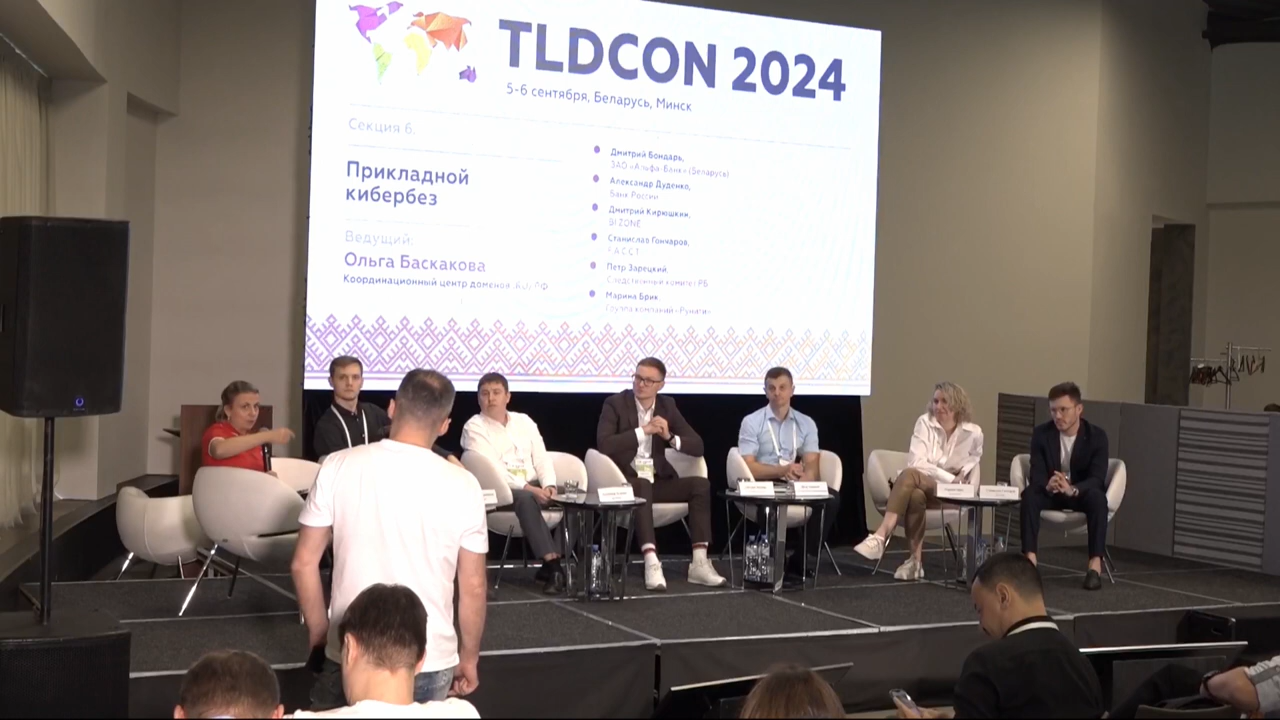 TLDCON 2024
5-6 сентября, Беларусь, Минск
Секция 6.
Прикладной
кибербез
Ведущий:
Ольга Баскакова
Координационный центр доменов .RU/.РФ
Дмитрий Бондарь,
ЗАО «Альфа-Банк» (Беларусь)
Александр Дуденко,
Банк России
Дмитрий Кирюшкин,
BI.ZONE
Станислав Гончаров,
F.A.C.C.T.
Петр Зарецкий,
Следственный комитет РБ
Марина Брик,
Группа компаний «Рунити»